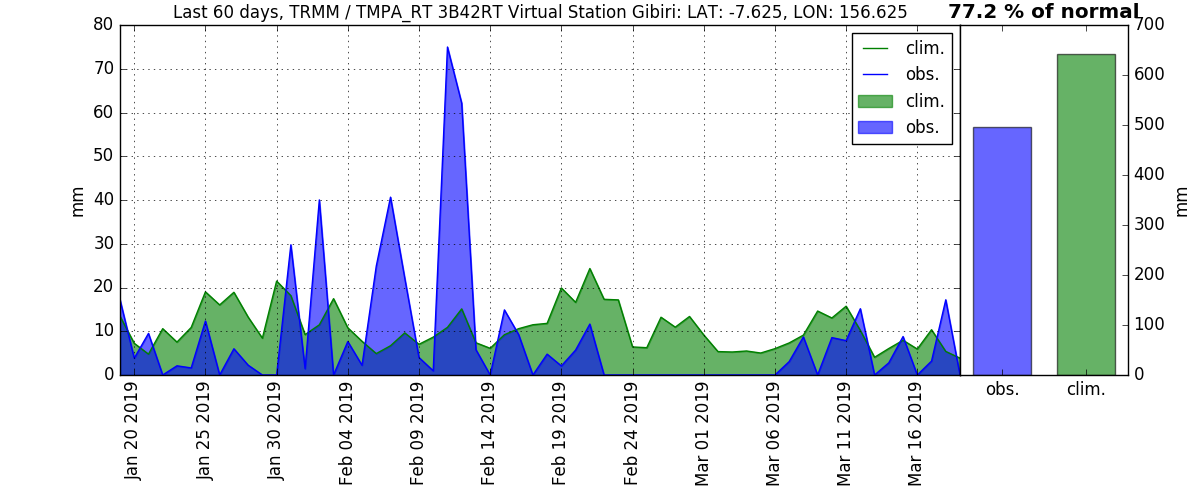 Last 60 days, TRMM / TMPA_RT 3B42RT Virtual Station Gibiri: LAT: -7.625, LON: 156.625
77.2 % of normal
80
70
60
50
40
30
20
10
0
mm
clim.
obs.
clim.
obs.
700
600
500
400
300
200
100
0
mm
obs.
clim.
Jan 20 2019
Jan 25 2019
Jan 30 2019
Feb 04 2019
Feb 09 2019
Feb 14 2019
Feb 19 2019
Feb 24 2019
Mar 01 2019
Mar 06 2019
Mar 11 2019
Mar 16 2019